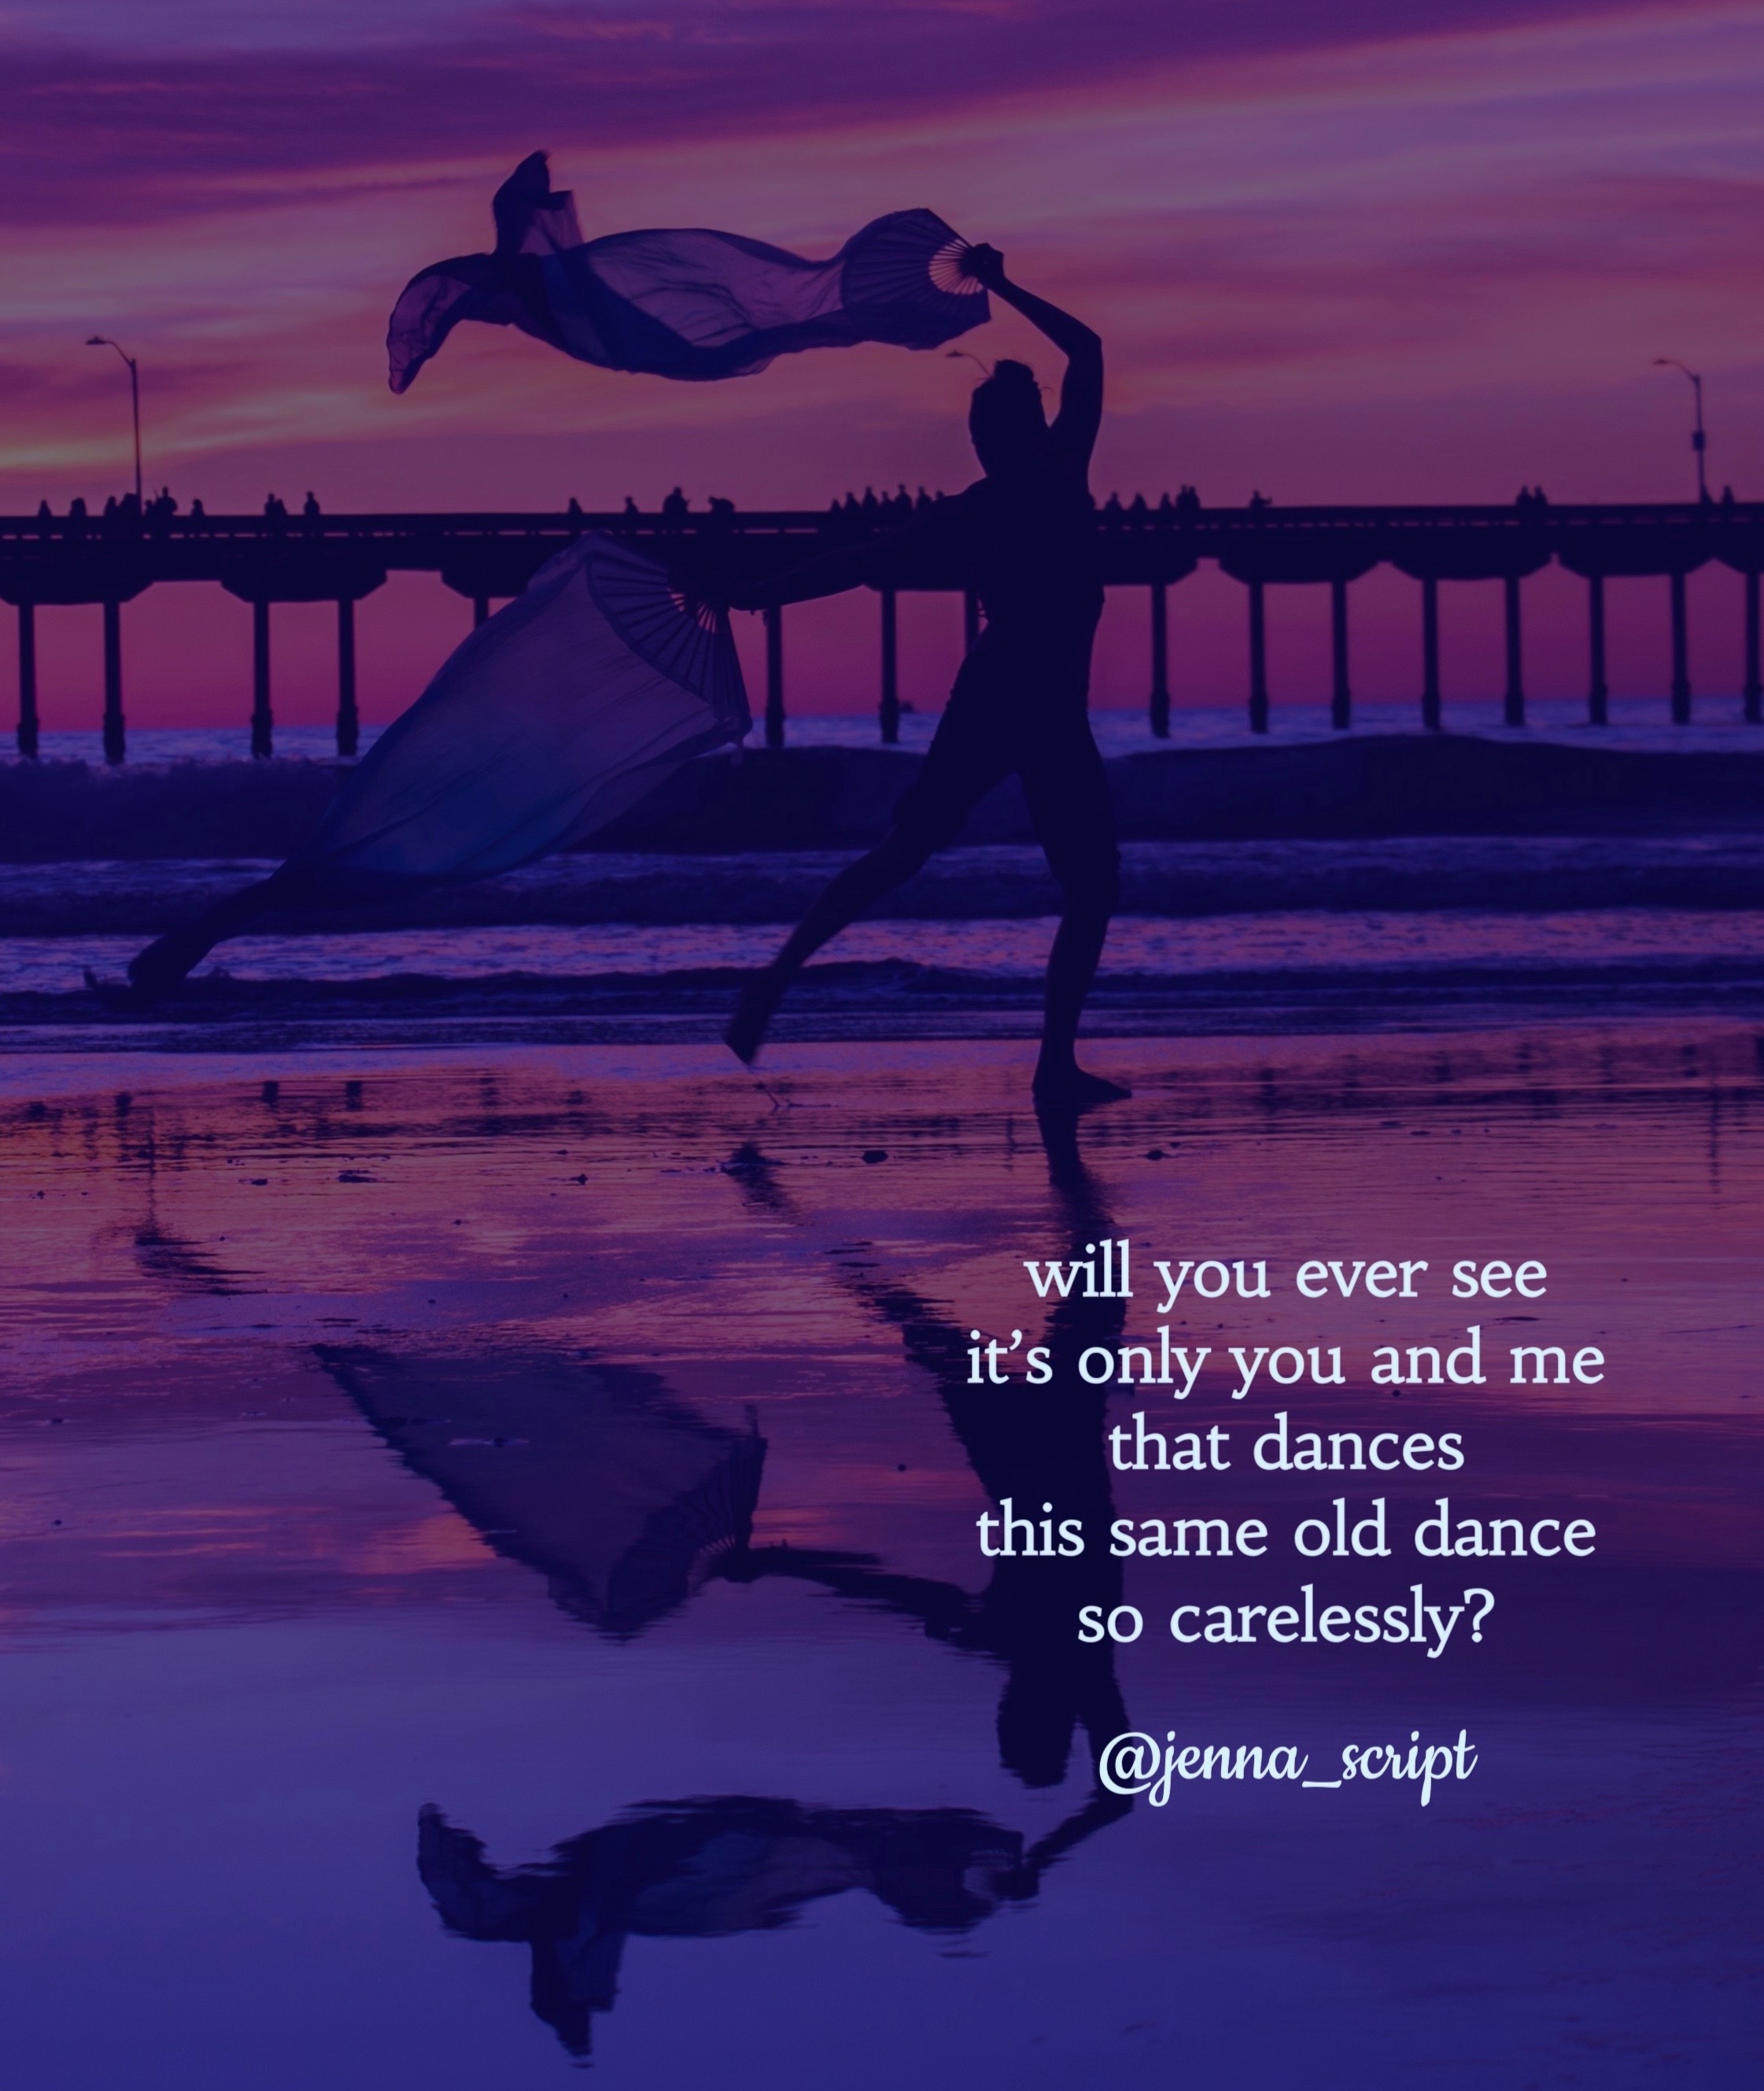 will you ever see
it’s only you and me
that dances
this same old dance
so carelessly?
@jenna_script